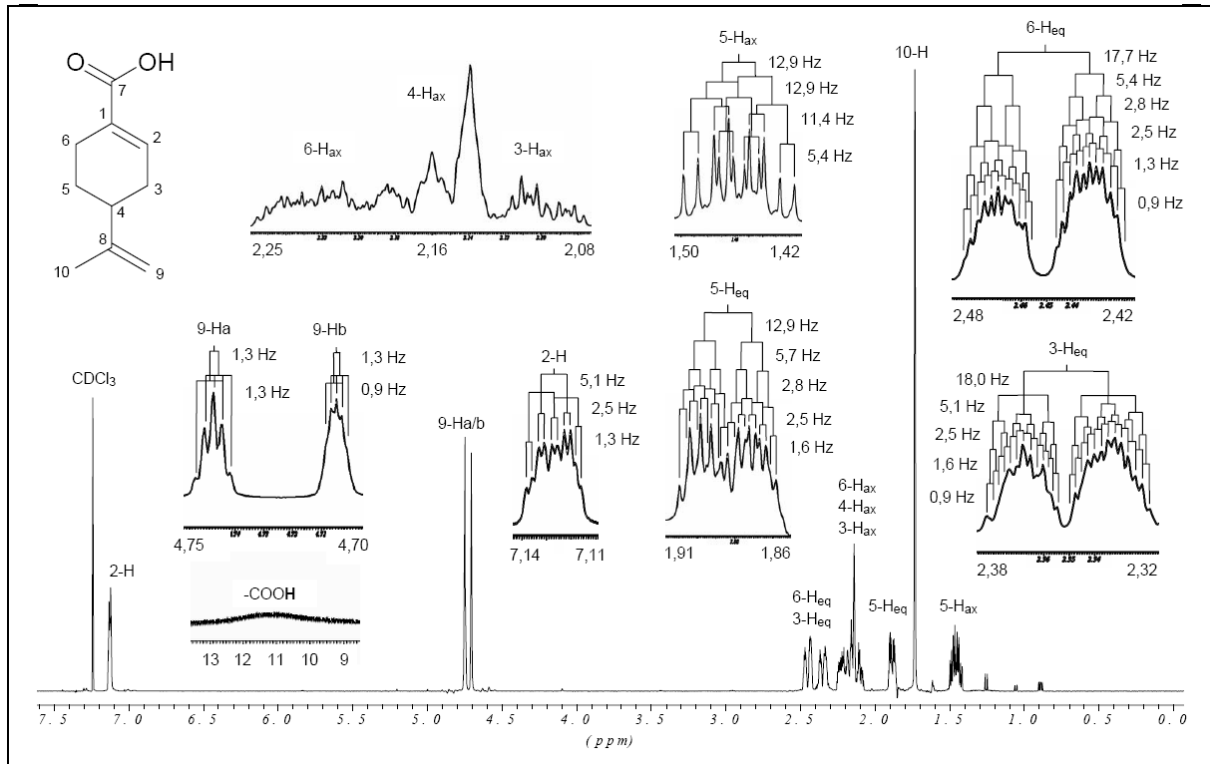 O OH
7
1
6 2
5 3
4
8
10 9
6-Hax
4-Hax
3-Hax
2,25 2,16 2,08
5-Hax
12,9 Hz
12,9 Hz
11,4 Hz
5,4 Hz
1,50 1,42
10-H
6-Heq
17,7 Hz
5,4 Hz
2,8 Hz
2,5 Hz
1,3 Hz
0,9 Hz
2,48 2,42
CDCl3
9-Ha
1,3 Hz
1,3 Hz
9-Hb
1,3 Hz
0,9 Hz
4,75 4,70
9-Ha/b
2-H
5,1 Hz
2,5 Hz
1,3 Hz
7,14 7,11
5-Heq
12,9 Hz
5,7 Hz
2,8 Hz
2,5 Hz
1,6 Hz
1,91 1,86
3-Heq
18,0 Hz
5,1 Hz
2,5 Hz
1,6 Hz
0,9 Hz
2,38 2,32
2-H
-COOH
13 12 11 10 9
6-Heq
3-Heq
6-Hax
4-Hax
3-Hax
5-Heq
5-Hax
7.5 7.0 6.5 6.0 5.5 5.0 4.5 4.0 3.5 3.0 2.5 2.0 1.5 1.0 0.5 0.0
(ppm)